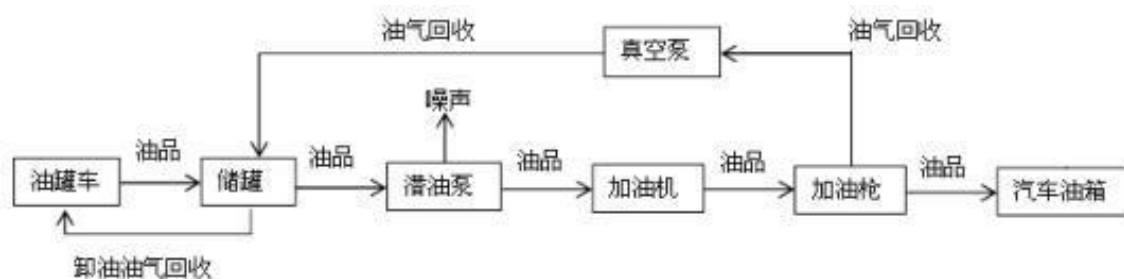 油气回收
真空泵
油气回收
噪声
油罐车
油品
储罐
油品
潜油泵
油品
加油机
油品
加油枪
油品
汽车油箱
卸油油气回收